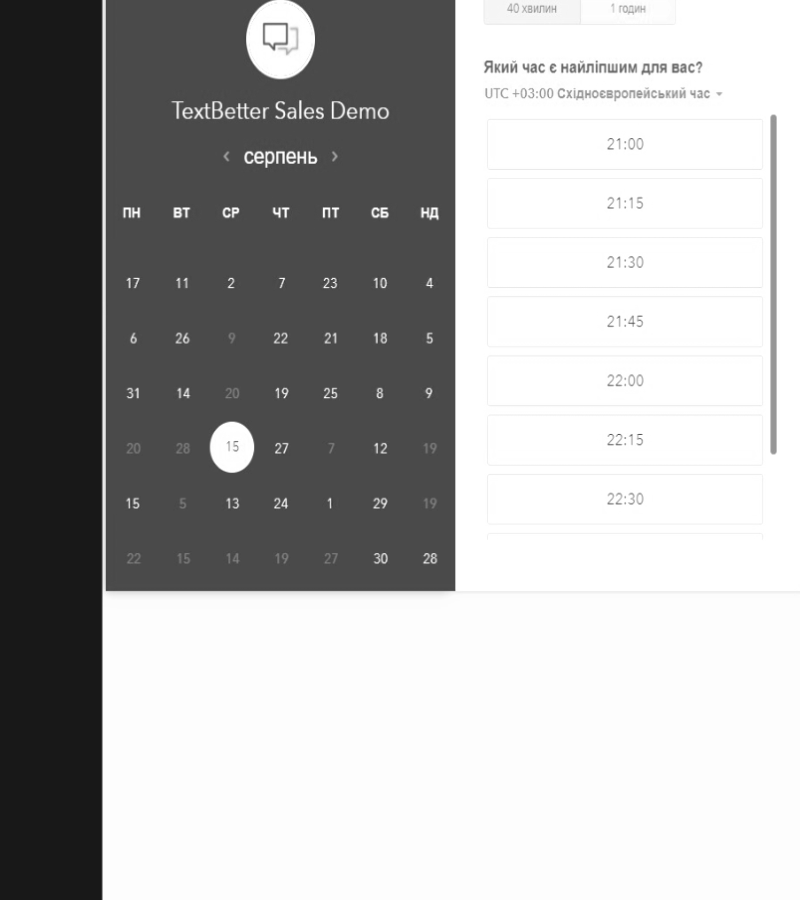 TextBetter Sales Demo
‹ серпень ›
ПН ВТ СР ЧТ ПТ СБ НД
17 11 2 7 23 10 4
6 26 9 22 21 18 5
31 14 20 19 25 8 9
20 28 15 27 7 12 19
15 5 13 24 1 29 19
22 15 14 19 27 30 28
40 хвилин 1 годин
Який час є найліпшим для вас?
UTC +03:00 Східноєвропейський час
21:00
21:15
21:30
21:45
22:00
22:15
22:30